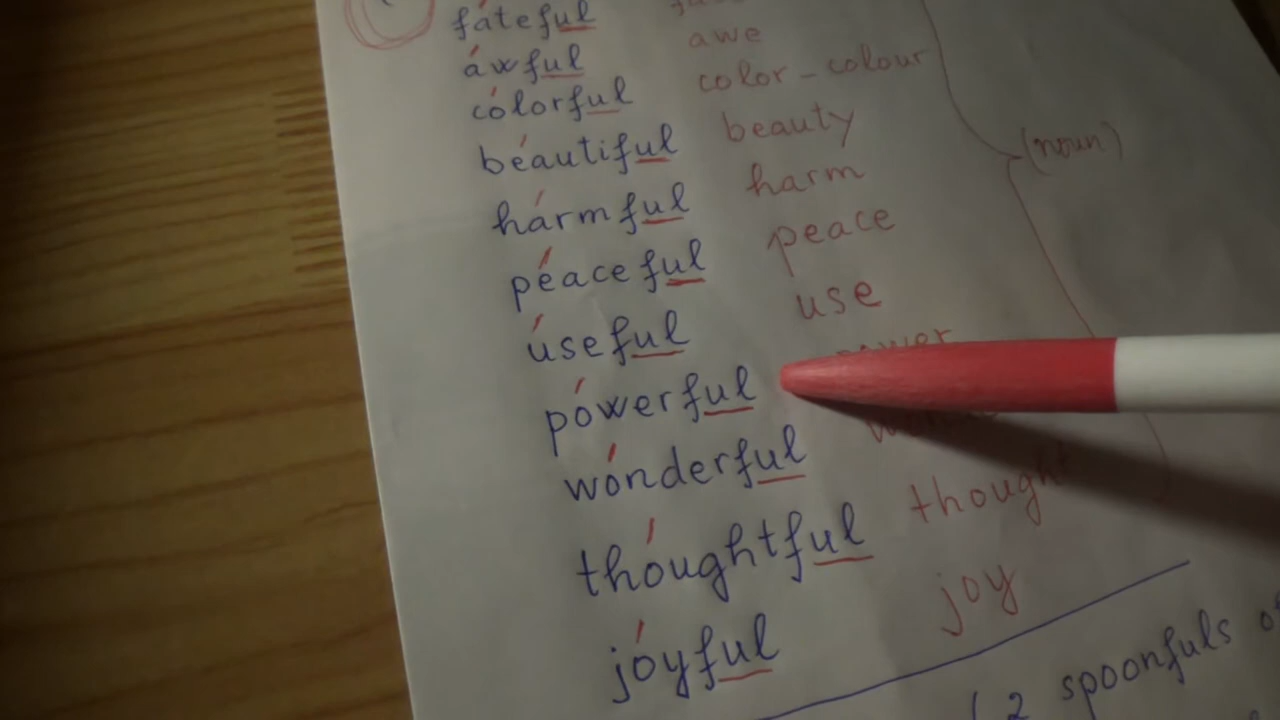 fateful
awful awe
colorful color - colour
beautiful beauty
harmful harm (noun)
peaceful peace
useful use
powerful power
wonderful
thoughtful thought
joyful joy
2 spoonfuls